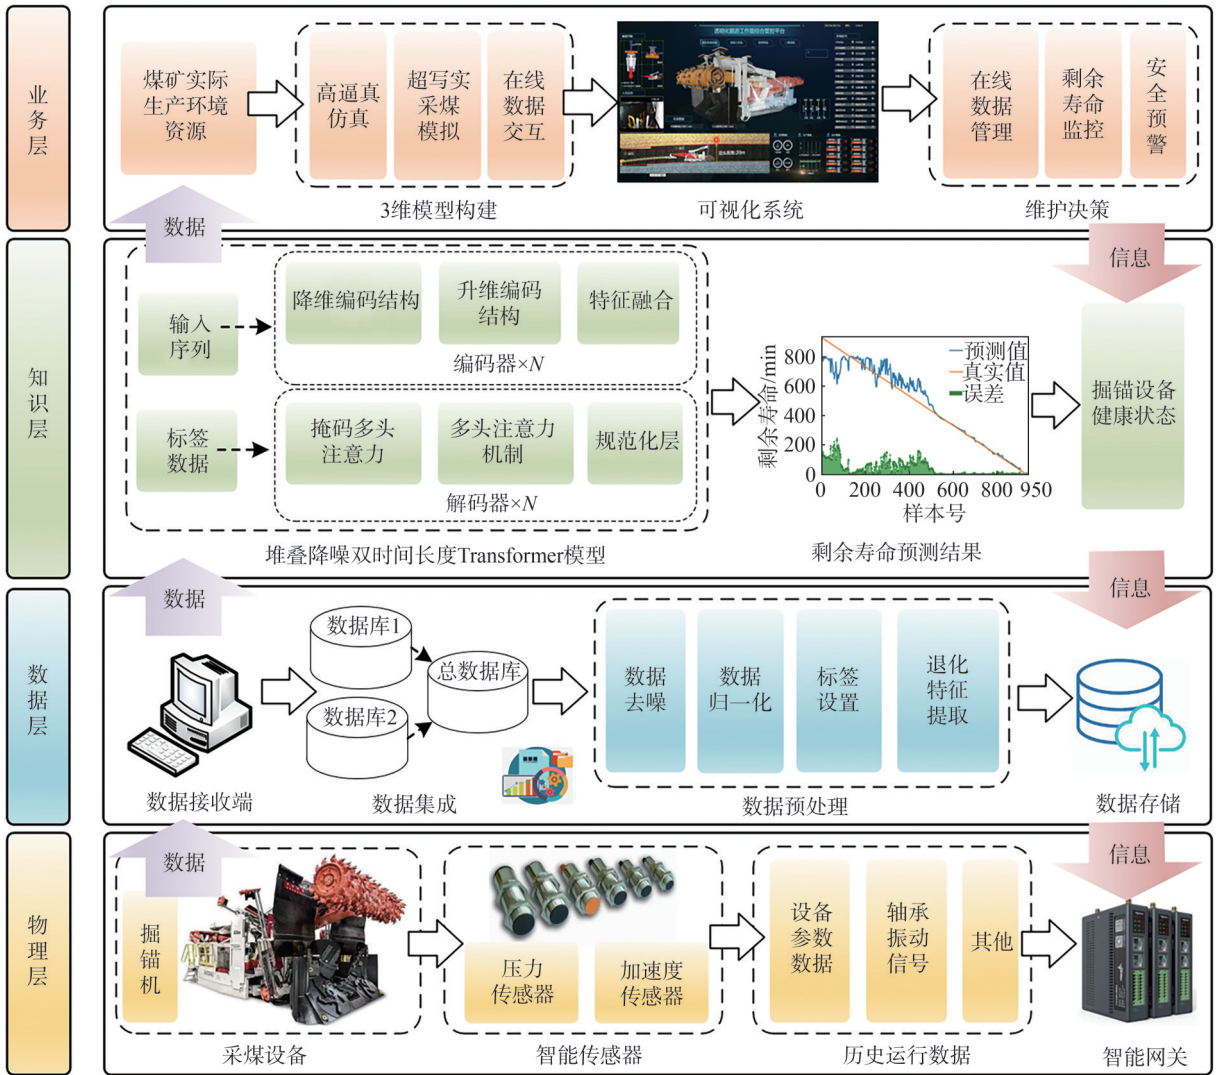 业务层
煤矿实际
生产环境
资源
高逼真
仿真
超写实
采煤
模拟
在线
数据
交互
3维模型构建
透明化掘进工作面综合管控平台
可视化系统
在线
数据
管理
剩余
寿命
监控
安全预警
维护决策
数据
信息
知识层
输入
序列
降维编码结构
升维编码
结构
特征融合
编码器×N
标签
数据
掩码多头
注意力
多头注意力
机制
规范化层
解码器×N
堆叠降噪双时间长度Transformer模型
剩余寿命/min
800
600
400
200
0
预测值
真实值
误差
0 200 400 600 800 950
样本号
剩余寿命预测结果
掘锚设备
健康状态
数据
信息
数据层
数据接收端
数据库1
数据库2
总数据库
数据集成
数据
去噪
数据
归一化
标签
设置
退化
特征
提取
数据预处理
数据存储
数据
信息
物理层
掘锚机
采煤设备
压力
传感器
加速度
传感器
智能传感器
设备
参数
数据
轴承
振动
信号
其他
历史运行数据
智能网关